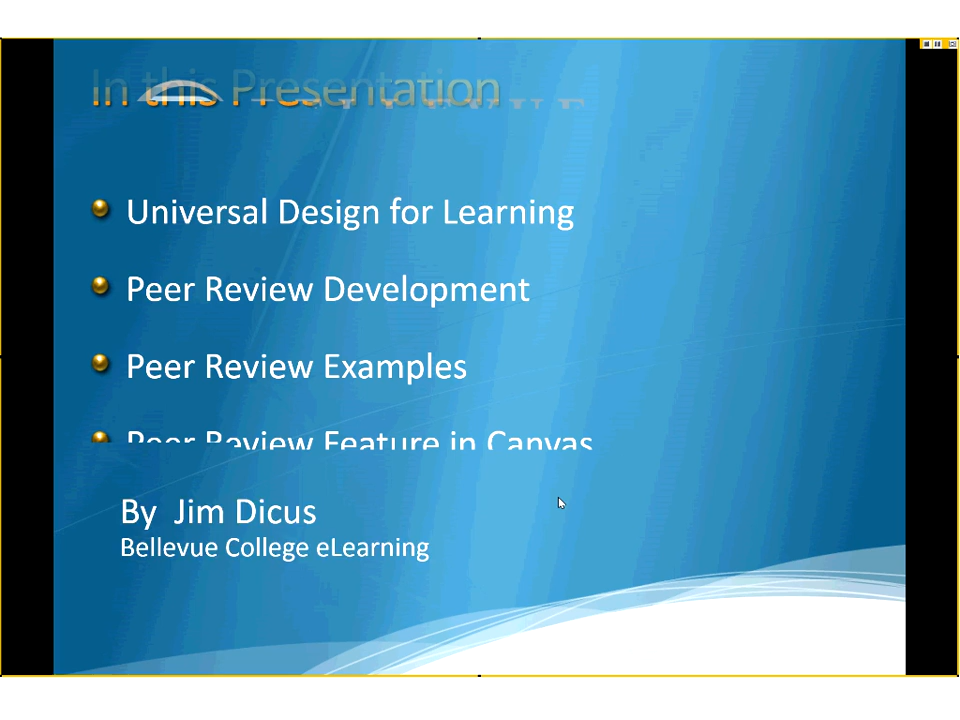 In this Presentation
Universal Design for Learning
Peer Review Development
Peer Review Examples
Peer Review Feature in Canvas
By Jim Dicus
Bellevue College eLearning